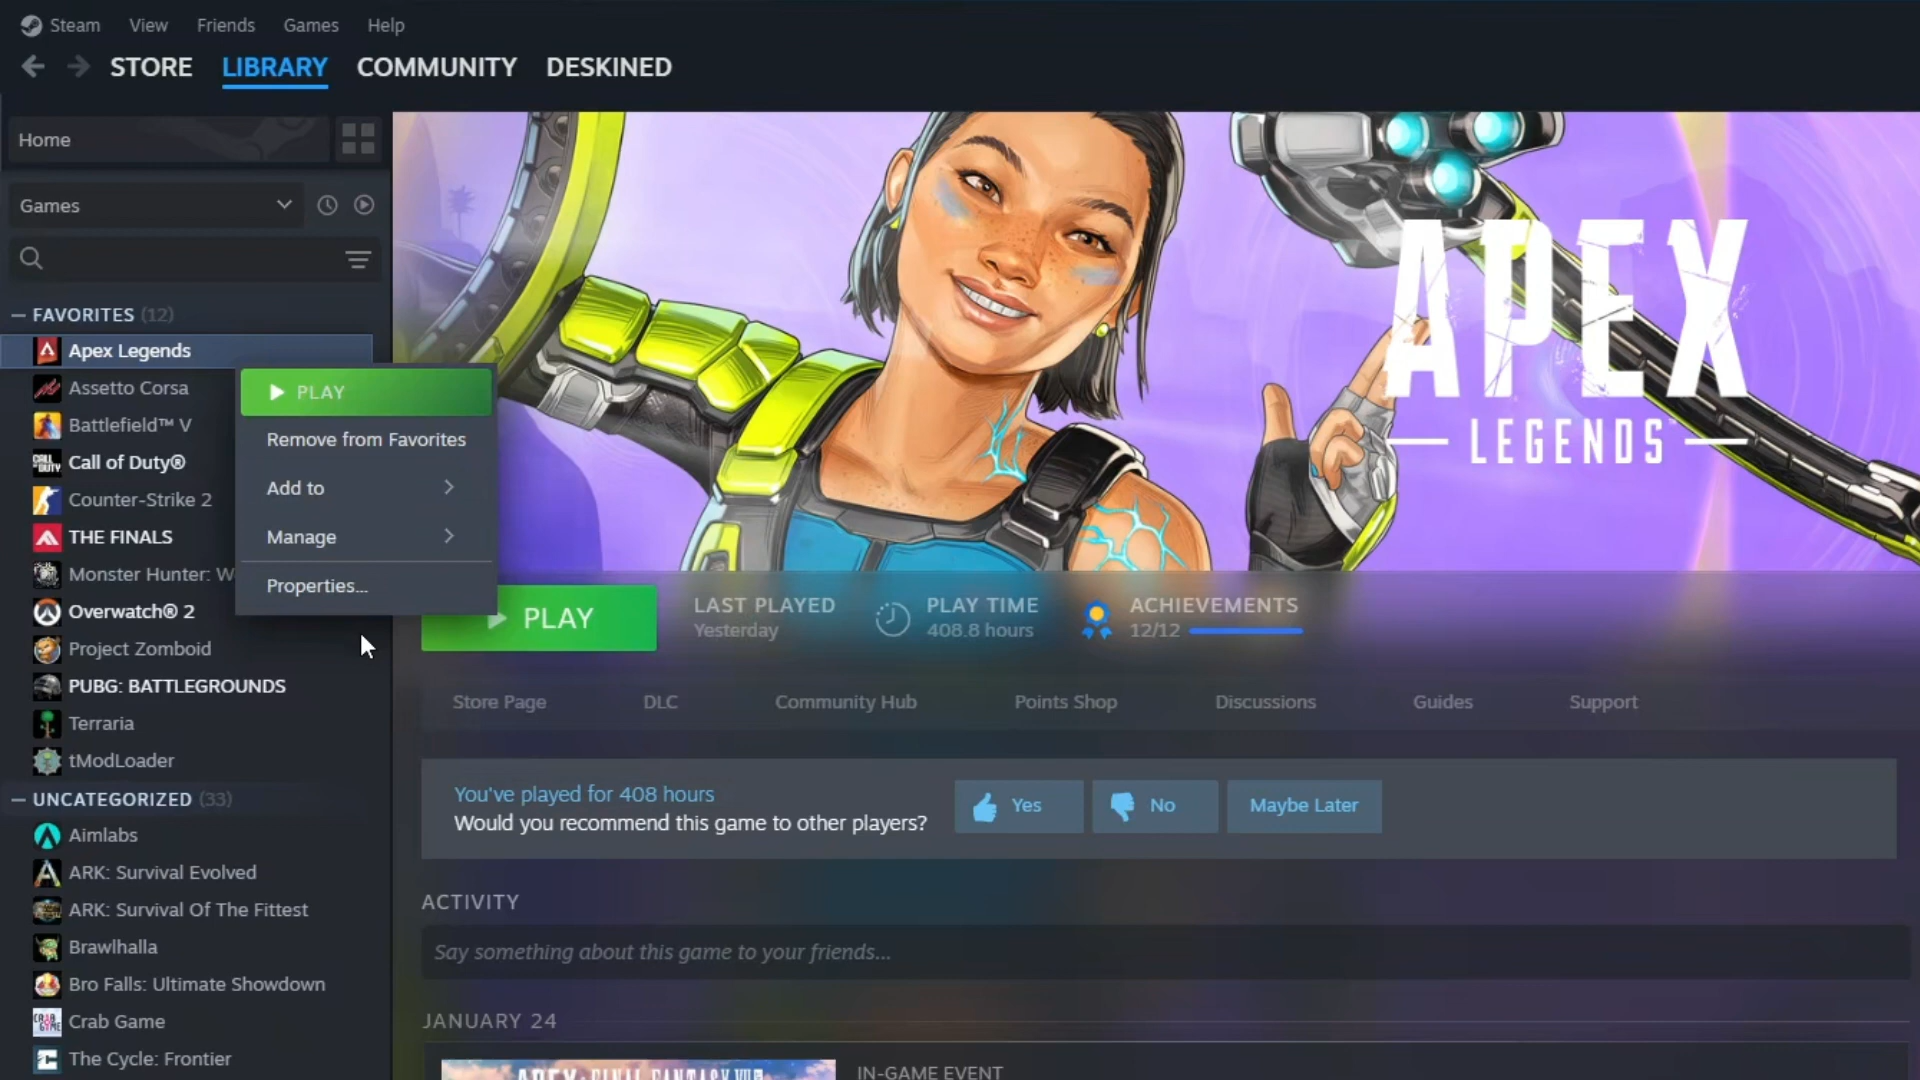 Steam View Friends Games Help
STORE LIBRARY COMMUNITY DESKINED
Home
Games
FAVORITES (12)
Apex Legends
Assetto Corsa
Battlefield™ V
Call of Duty®
Counter-Strike 2
THE FINALS
Monster Hunter: W
Overwatch® 2
Project Zomboid
PUBG: BATTLEGROUNDS
Terraria
tModLoader
UNCATEGORIZED (33)
Aimlabs
ARK: Survival Evolved
ARK: Survival Of The Fittest
Brawlhalla
Bro Falls: Ultimate Showdown
Crab Game
The Cycle: Frontier
PLAY
Remove from Favorites
Add to
Manage
Properties...
APEX
LEGENDS
PLAY
LAST PLAYED
Yesterday
PLAY TIME
408.8 hours
ACHIEVEMENTS
12/12
Store Page DLC Community Hub Points Shop Discussions Guides Support
You've played for 408 hours
Would you recommend this game to other players?
Yes No Maybe Later
ACTIVITY
Say something about this game to your friends...
JANUARY 24
APEX FINAL FANTASY VII
IN-GAME EVENT